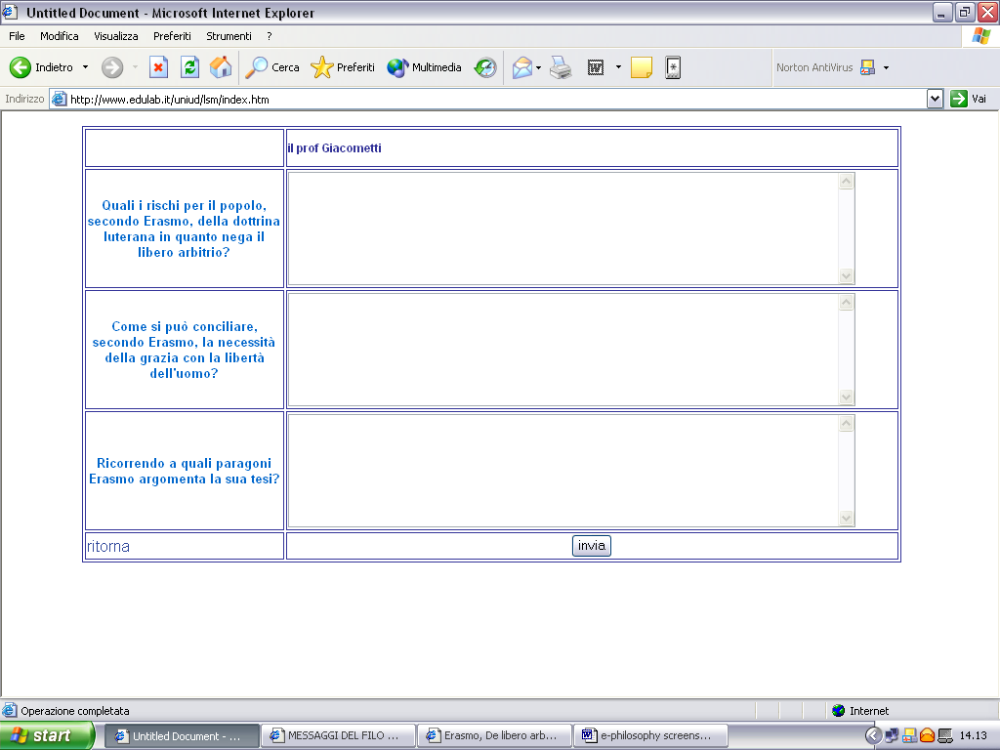 Untitled Document - Microsoft Internet Explorer
File Modifica Visualizza Preferiti Strumenti ?
Indietro Cerca Preferiti Multimedia Norton AntiVirus
Indirizzo http://www.edulab.it/uniud/lsm/index.htm Vai
il prof Giacometti
Quali i rischi per il popolo,
secondo Erasmo, della dottrina
luterana in quanto nega il
libero arbitrio?
Come si può conciliare,
secondo Erasmo, la necessità
della grazia con la libertà
dell'uomo?
Ricorrendo a quali paragoni
Erasmo argomenta la sua tesi?
ritorna invia
Operazione completata Internet
start Untitled Document - ... MESSAGGI DEL FILO ... Erasmo, De libero arb... e-philosophy screens... 14.13